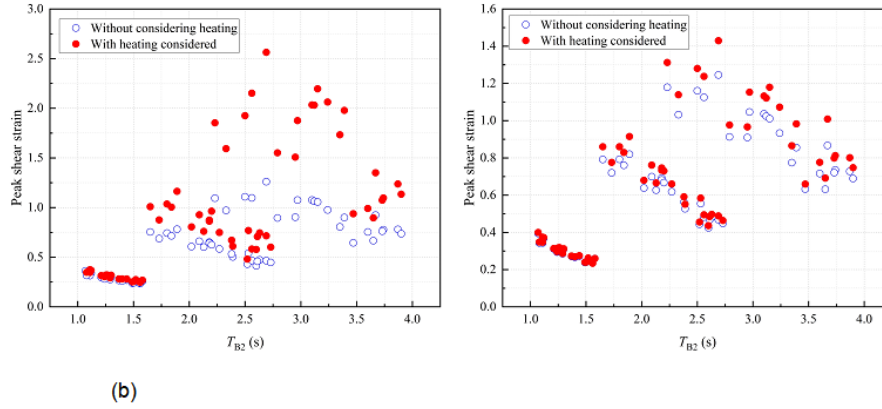 3.0
Without considering heating
With heating considered
2.5
2.0
1.5
1.0
0.5
0.0
Peak shear strain
1.0 1.5 2.0 2.5 3.0 3.5 4.0
T_B2 (s)
1.6
Without considering heating
With heating considered
1.4
1.2
1.0
0.8
0.6
0.4
0.2
0.0
Peak shear strain
1.0 1.5 2.0 2.5 3.0 3.5 4.0
T_B2 (s)
(b)